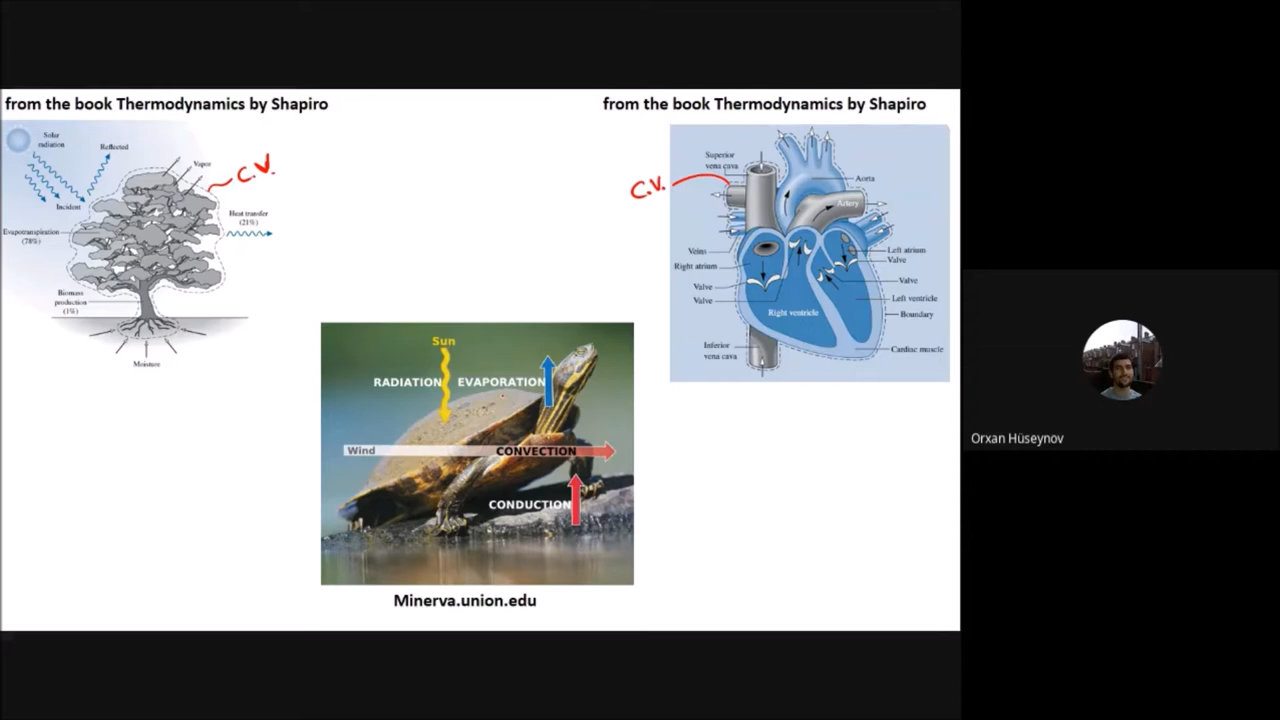 from the book Thermodynamics by Shapiro
Solar
radiation
Reflected
Vapor
C.V.
Incident
Heat transfer
(21%)
Evapotranspiration
(78%)
Biomass
production
(1%)
Moisture
from the book Thermodynamics by Shapiro
Superior
vena cava
Aorta
C.V.
Artery
Veins
Left atrium
Valve
Right atrium
Valve
Valve
Valve
Left ventricle
Right ventricle
Boundary
Inferior
vena cava
Cardiac muscle
Sun
RADIATION
EVAPORATION
Wind
CONVECTION
CONDUCTION
Minerva.union.edu
Orxan Hüseynov